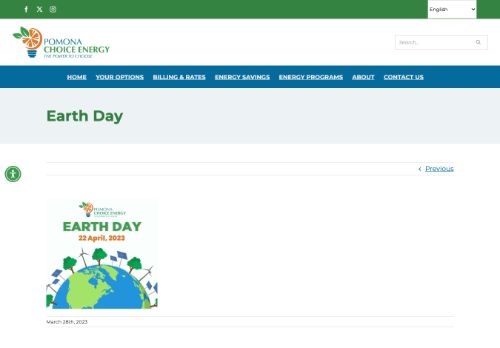 English
POMONA
CHOICE ENERGY
THE POWER TO CHOOSE
Search...
HOME YOUR OPTIONS BILLING & RATES ENERGY SAVINGS ENERGY PROGRAMS ABOUT CONTACT US
Earth Day
Previous
POMONA
CHOICE ENERGY
EARTH DAY
22 April, 2023
March 28th, 2023